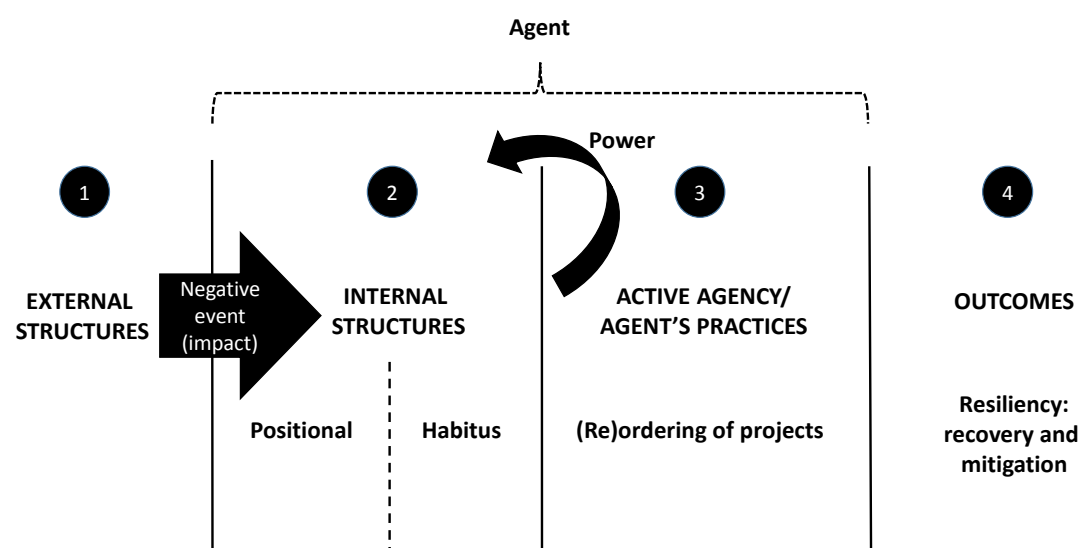 Agent
Power
1
2
3
4
EXTERNAL
STRUCTURES
Negative
event
(impact)
INTERNAL
STRUCTURES
ACTIVE AGENCY/
AGENT’S PRACTICES
OUTCOMES
Positional
Habitus
(Re)ordering of projects
Resiliency:
recovery and
mitigation